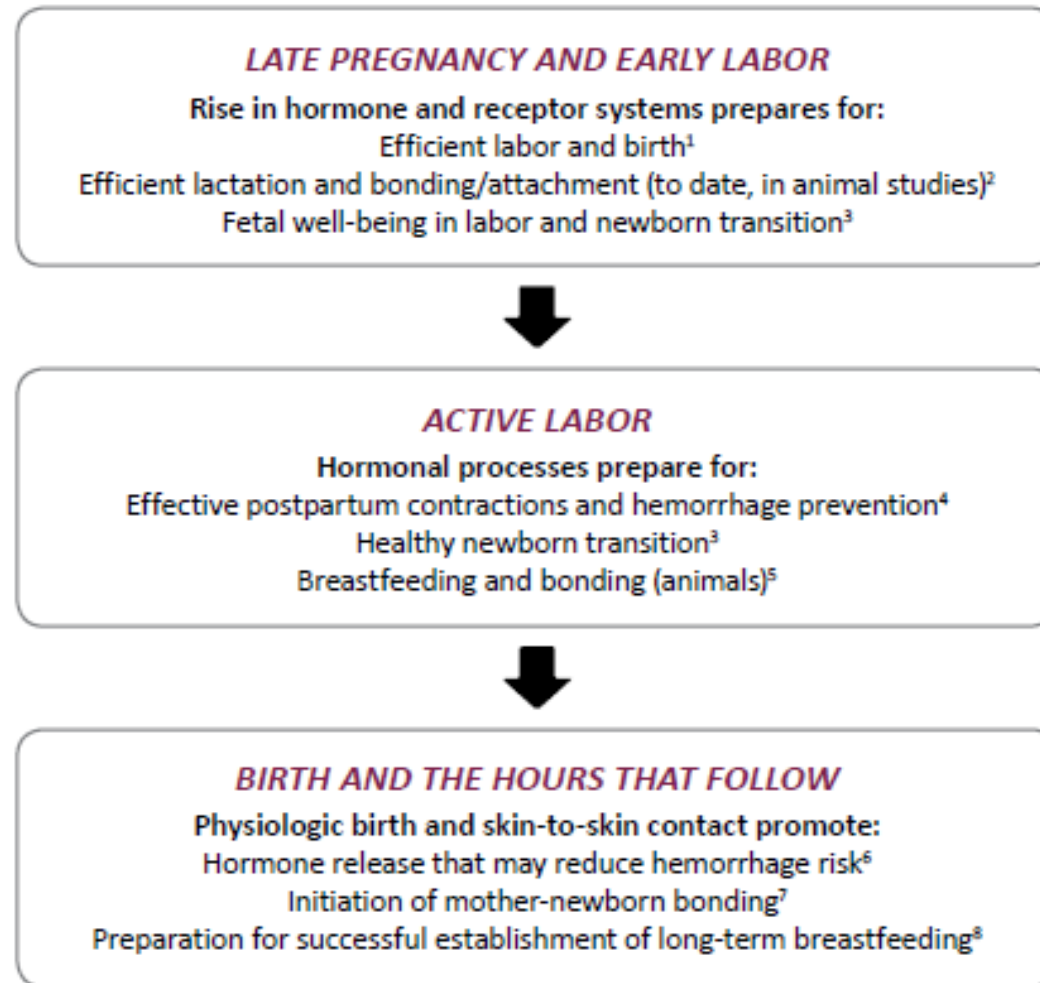 LATE PREGNANCY AND EARLY LABOR
Rise in hormone and receptor systems prepares for:
Efficient labor and birth¹
Efficient lactation and bonding/attachment (to date, in animal studies)²
Fetal well-being in labor and newborn transition³
ACTIVE LABOR
Hormonal processes prepare for:
Effective postpartum contractions and hemorrhage prevention⁴
Healthy newborn transition³
Breastfeeding and bonding (animals)⁵
BIRTH AND THE HOURS THAT FOLLOW
Physiologic birth and skin-to-skin contact promote:
Hormone release that may reduce hemorrhage risk⁶
Initiation of mother-newborn bonding⁷
Preparation for successful establishment of long-term breastfeeding⁸